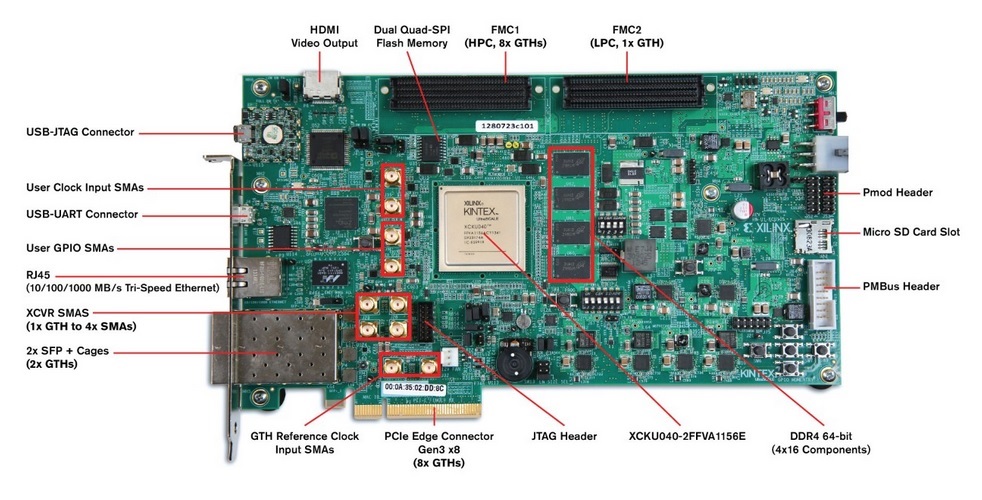 HDMI
Video Output
Dual Quad-SPI
Flash Memory
FMC1
(HPC, 8x GTHs)
FMC2
(LPC, 1x GTH)
1280723c101
USB-JTAG Connector
User Clock Input SMAs
USB-UART Connector
User GPIO SMAs
RJ45
(10/100/1000 MB/s Tri-Speed Ethernet)
XCVR SMAS
(1x GTH to 4x SMAs)
2x SFP + Cages
(2x GTHs)
XILINX
KINTEX
UltraSCALE
XCKU040
XILINX
Pmod Header
Micro SD Card Slot
PMBus Header
KINTEX
00:0A:35:02:DD:8C
GTH Reference Clock
Input SMAs
PCIe Edge Connector
Gen3 x8
(8x GTHs)
JTAG Header
XCKU040-2FFVA1156E
DDR4 64-bit
(4x16 Components)